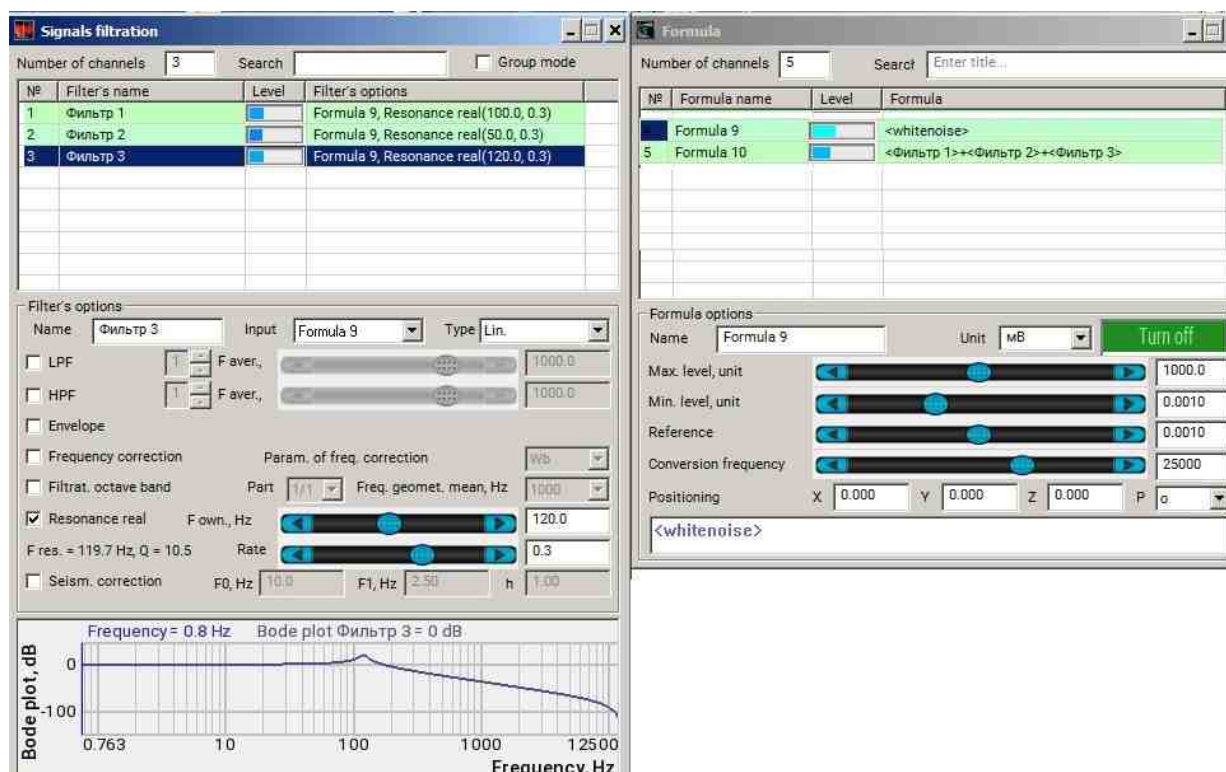 Signals filtration
Number of channels 3 Search Group mode
№ Filter's name Level Filter's options
1 Фильтр 1 Formula 9, Resonance real(100.0, 0.3)
2 Фильтр 2 Formula 9, Resonance real(50.0, 0.3)
3 Фильтр 3 Formula 9, Resonance real(120.0, 0.3)
Filter's options
Name Фильтр 3 Input Formula 9 Type Lin.
LPF 1 F aver., 1000.0
HPF 1 F aver., 1000.0
Envelope
Frequency correction Param. of freq. correction Wb
Filtrat. octave band Part 1/1 Freq. geomet. mean, Hz 1000
Resonance real F own., Hz 120.0
F res. = 119.7 Hz, Q = 10.5 Rate 0.3
Seism. correction F0, Hz 10.0 F1, Hz 2.50 h 1.00
Frequency = 0.8 Hz Bode plot Фильтр 3 = 0 dB
Bode plot, dB
0
-100
0.763 10 100 1000 12500
Frequency, Hz
Formula
Number of channels 5 Search Enter title...
№ Formula name Level Formula
Formula 9 <whitenoise>
5 Formula 10 <Фильтр 1>+<Фильтр 2>+<Фильтр 3>
Formula options
Name Formula 9 Unit мВ Turn off
Max. level, unit 1000.0
Min. level, unit 0.0010
Reference 0.0010
Conversion frequency 25000
Positioning X 0.000 Y 0.000 Z 0.000 P
<whitenoise>